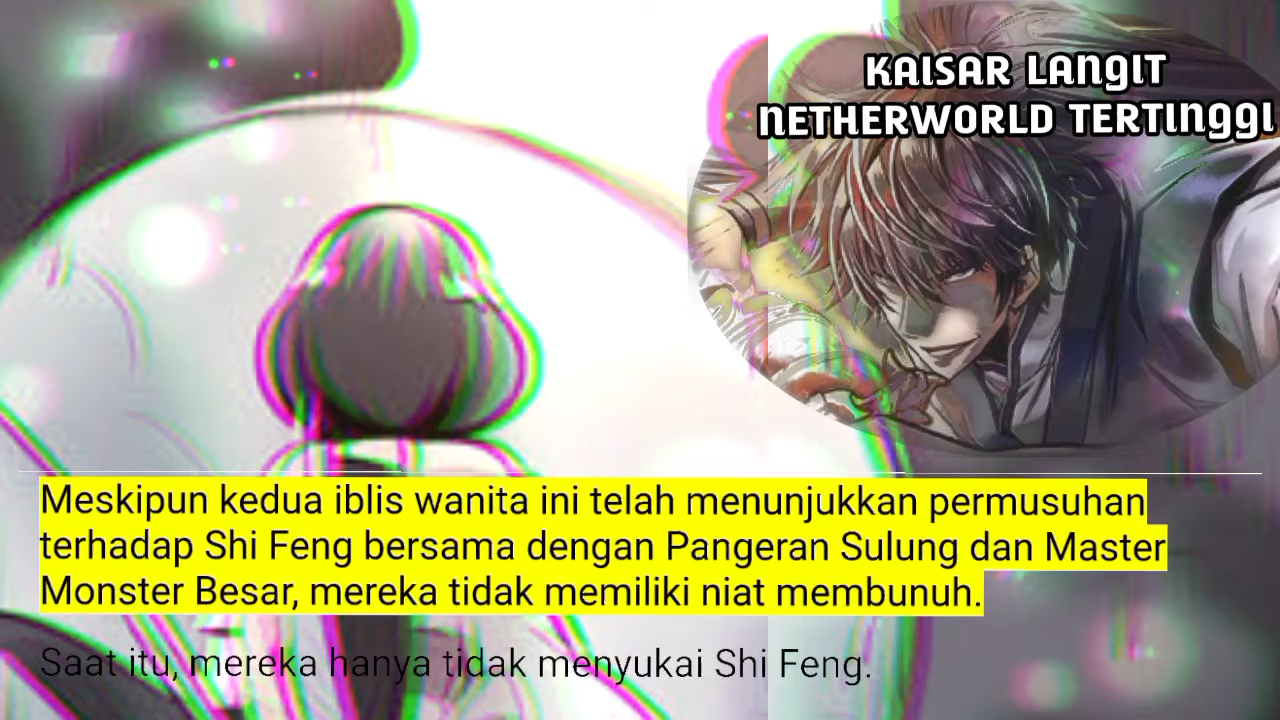 KAISAR LANGIT
NETHERWORLD TERTINGGI
Meskipun kedua iblis wanita ini telah menunjukkan permusuhan
terhadap Shi Feng bersama dengan Pangeran Sulung dan Master
Monster Besar, mereka tidak memiliki niat membunuh.
Saat itu, mereka hanya tidak menyukai Shi Feng.